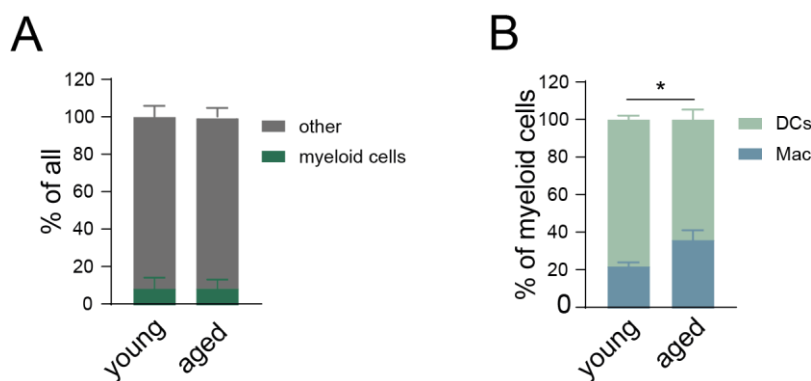 A
% of all
120
100
80
60
40
20
0
young
aged
other
myeloid cells
B
% of myeloid cells
120
100
80
60
40
20
0
*
young
aged
DCs
Mac